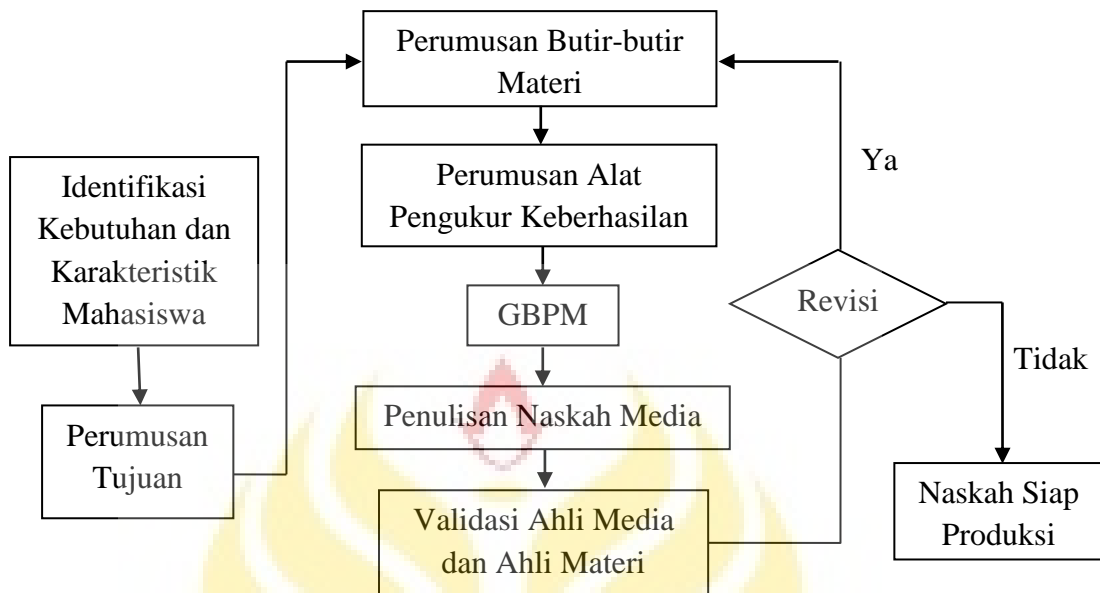 Identifikasi
Kebutuhan dan
Karakteristik
Mahasiswa
Perumusan
Tujuan
Perumusan Butir-butir
Materi
Perumusan Alat
Pengukur Keberhasilan
GBPM
Penulisan Naskah Media
Validasi Ahli Media
dan Ahli Materi
Revisi
Ya
Tidak
Naskah Siap
Produksi